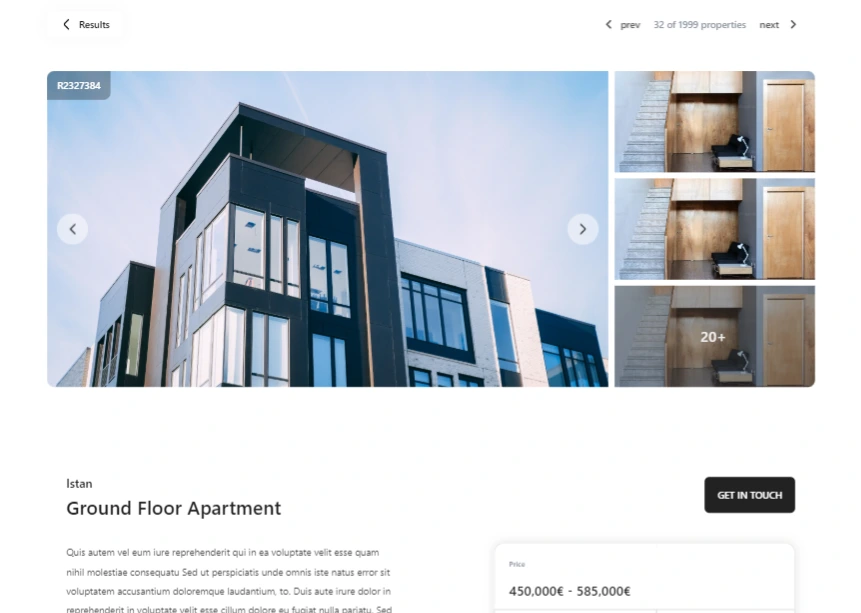 Results
prev 32 of 1999 properties next
R2327384
20+
Istan
Ground Floor Apartment
GET IN TOUCH
Quis autem vel eum iure reprehenderit qui in ea voluptate velit esse quam
nihil molestiae consequatu Sed ut perspiciatis unde omnis iste natus error sit
voluptatem accusantium doloremque laudantium, to. Duis aute irure dolor in
reprehenderit in voluptate velit esse cillum dolore eu fugiat nulla pariatu. Sed
Price
450,000€ - 585,000€